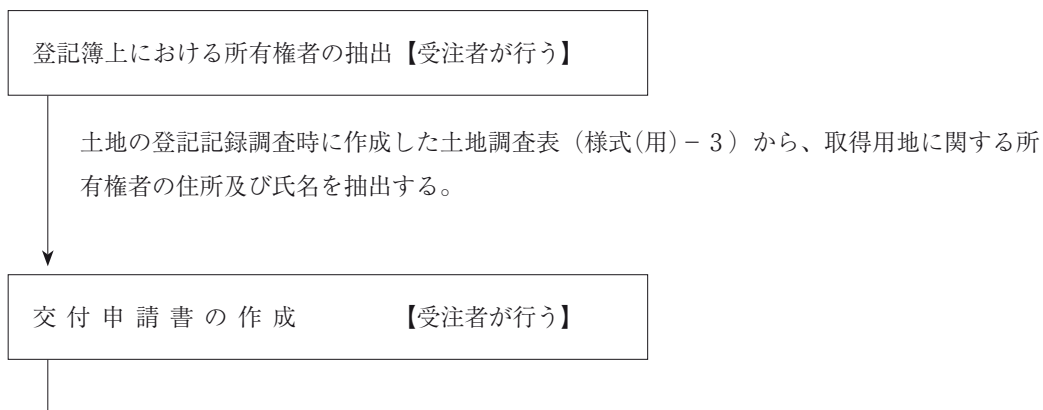 登記簿上における所有権者の抽出【受注者が行う】
土地の登記記録調査時に作成した土地調査表（様式(用)－３）から、取得用地に関する所
有権者の住所及び氏名を抽出する。
交付申請書の作成　【受注者が行う】